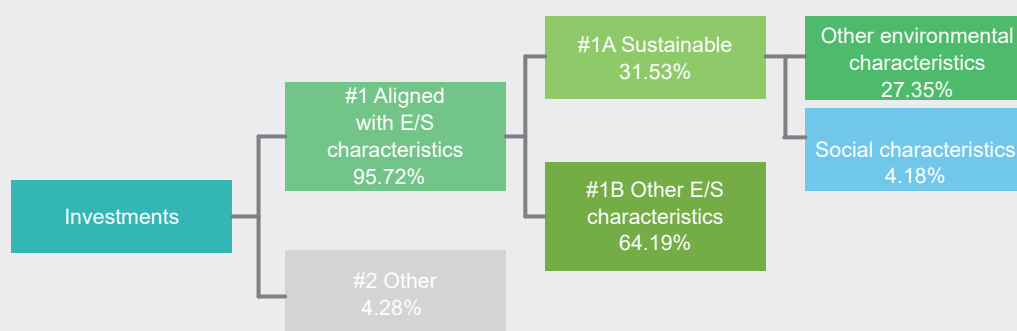 Investments
#1 Aligned
with E/S
characteristics
95.72%
#2 Other
4.28%
#1A Sustainable
31.53%
#1B Other E/S
characteristics
64.19%
Other environmental
characteristics
27.35%
Social characteristics
4.18%